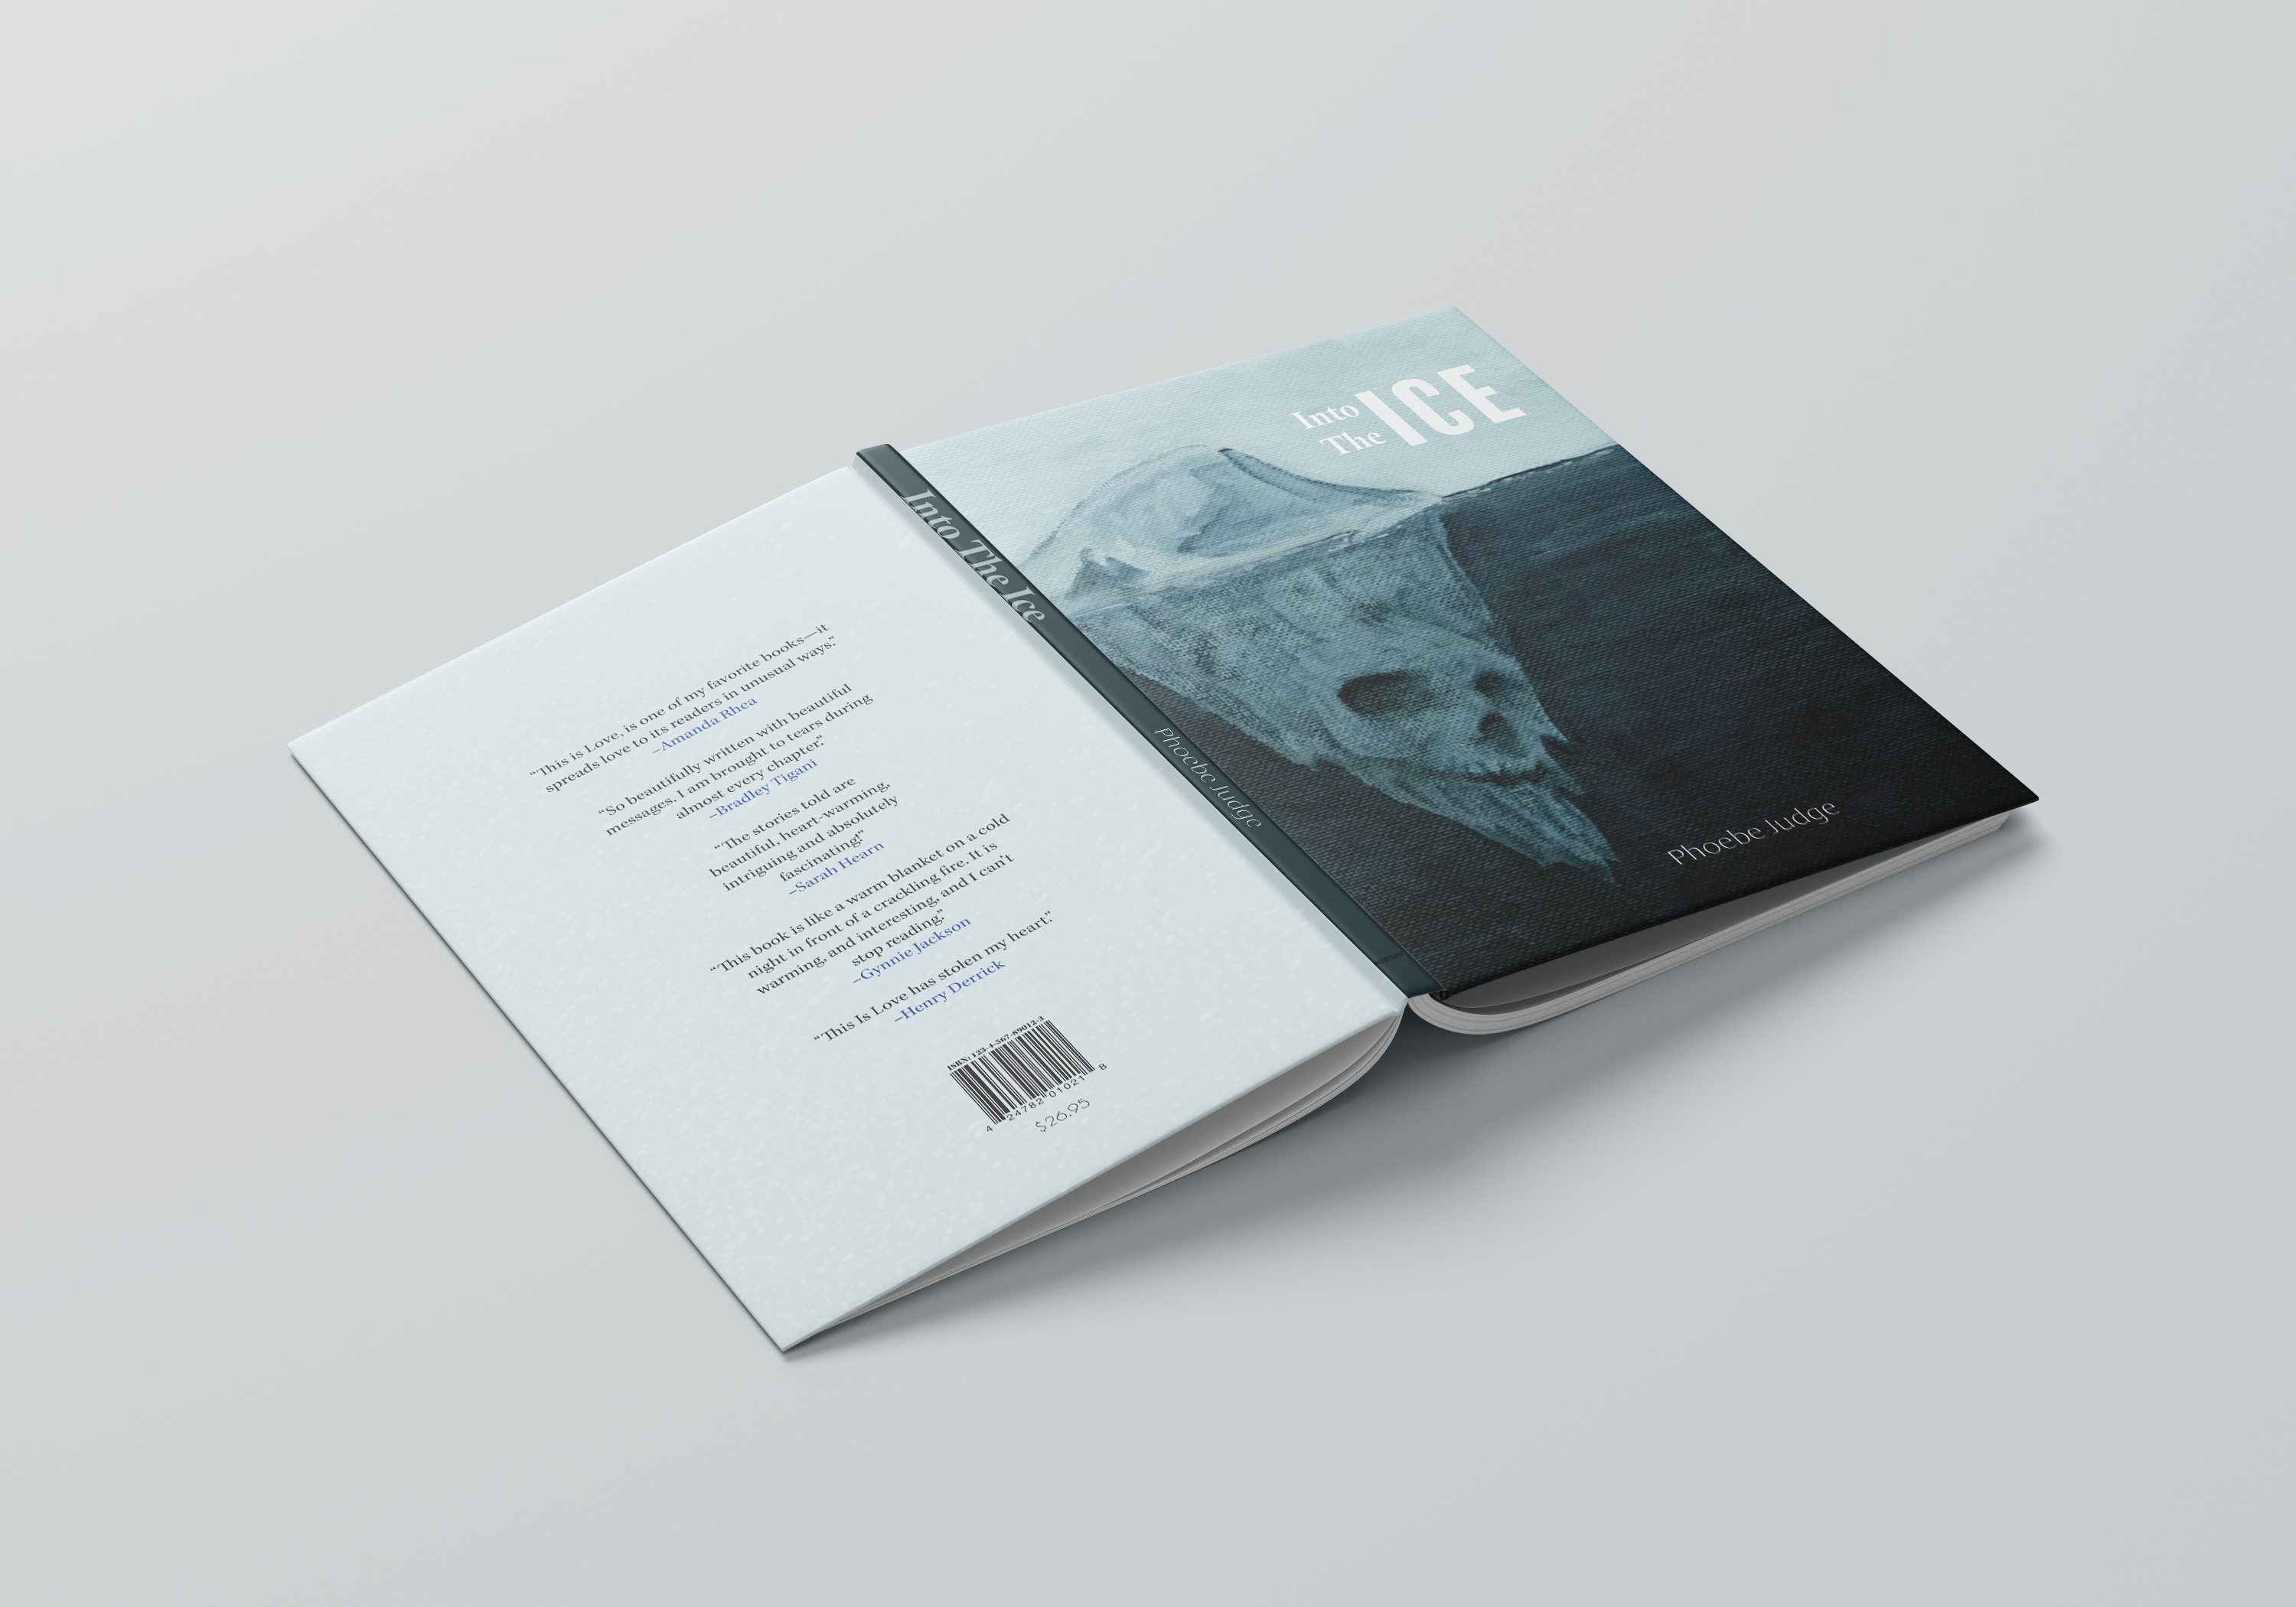 "This is Love, is one of my favorite books—it
spreads love to its readers in unusual ways."
–Amanda Rhea
"So beautifully written with beautiful
messages. I am brought to tears during
almost every chapter."
–Bradley Tigani
"The stories told are
beautiful, heart-warming,
intriguing and absolutely
fascinating."
–Sarah Hearn
"This book is like a warm blanket on a cold
night in front of a crackling fire. It is
warming, and interesting, and I can't
stop reading."
–Gynnie Jackson
"This Is Love has stolen my heart."
–Henry Derrick
ISBN: 123-4-567-89012-3
4 24782 01021 8
$26.95
Into The Ice
Phoebe Judge
Into
The
ICE
Phoebe Judge